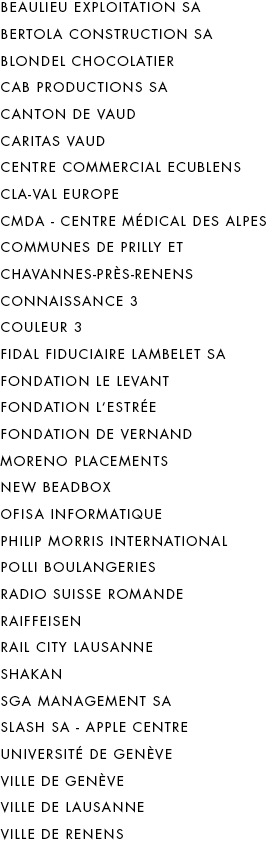 BEAULIEU EXPLOITATION SA
BERTOLA CONSTRUCTION SA
BLONDEL CHOCOLATIER
CAB PRODUCTIONS SA
CANTON DE VAUD
CARITAS VAUD
CENTRE COMMERCIAL ECUBLENS
CLA-VAL EUROPE
CMDA - CENTRE MÉDICAL DES ALPES
COMMUNES DE PRILLY ET
CHAVANNES-PRÈS-RENENS
CONNAISSANCE 3
COULEUR 3
FIDAL FIDUCIAIRE LAMBELET SA
FONDATION LE LEVANT
FONDATION L’ESTRÉE
FONDATION DE VERNAND
MORENO PLACEMENTS
NEW BEADBOX
OFISA INFORMATIQUE
PHILIP MORRIS INTERNATIONAL
POLLI BOULANGERIES
RADIO SUISSE ROMANDE
RAIFFEISEN
RAIL CITY LAUSANNE
SHAKAN
SGA MANAGEMENT SA
SLASH SA - APPLE CENTRE
UNIVERSITÉ DE GENÈVE
VILLE DE GENÈVE
VILLE DE LAUSANNE
VILLE DE RENENS